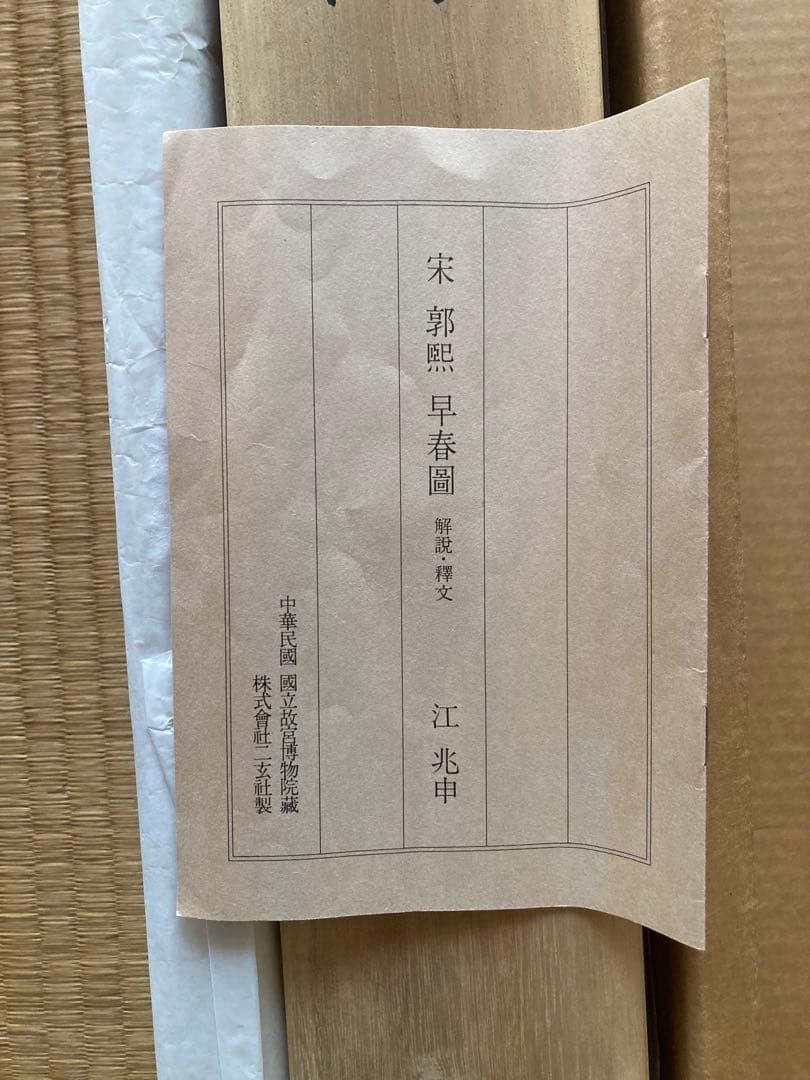 宋 郭熙 早春圖 解說・釋文 江兆申
中華民國 國立故宮博物院藏
株式會社二玄社製